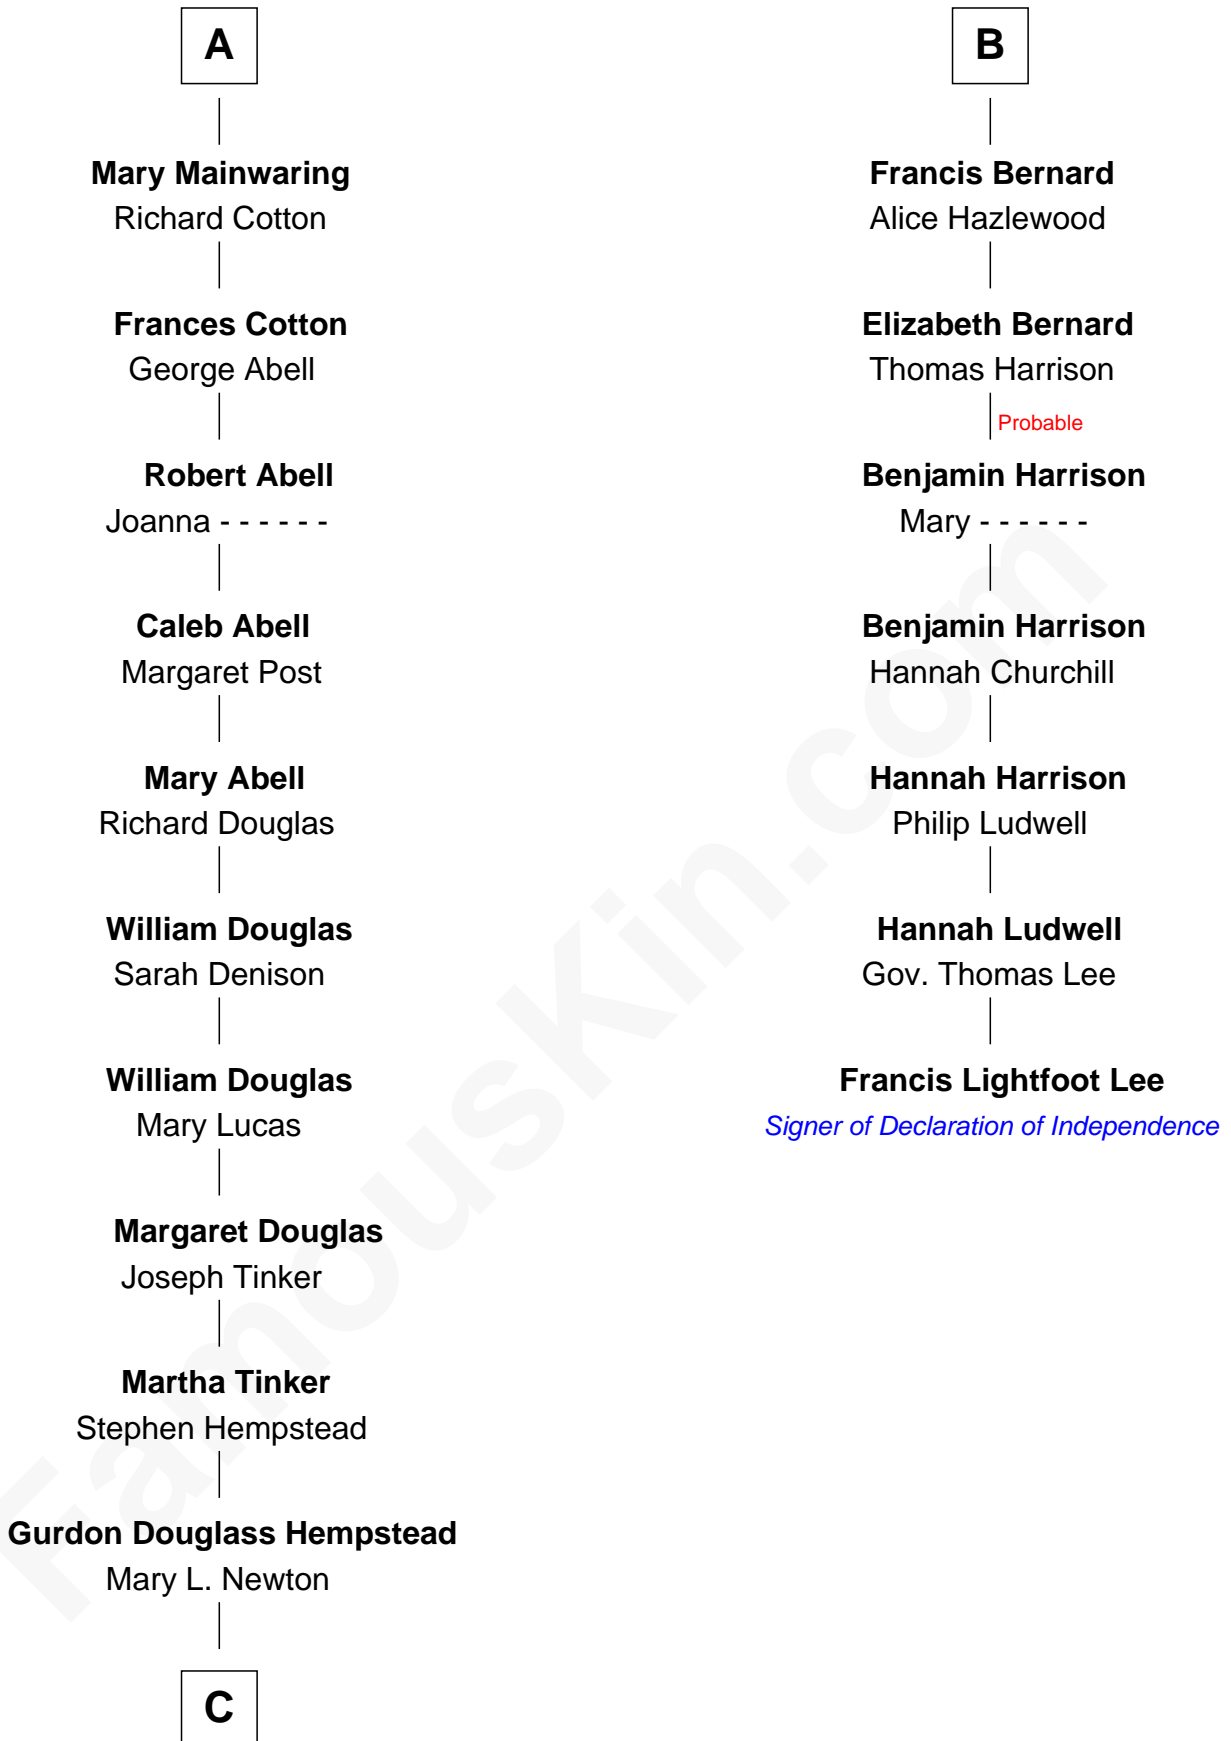 A
Mary Mainwaring
Richard Cotton
Frances Cotton
George Abell
Robert Abell
Joanna - - - - - -
Caleb Abell
Margaret Post
Mary Abell
Richard Douglas
William Douglas
Sarah Denison
William Douglas
Mary Lucas
Margaret Douglas
Joseph Tinker
Martha Tinker
Stephen Hempstead
Gurdon Douglass Hempstead
Mary L. Newton
C
B
Francis Bernard
Alice Hazlewood
Elizabeth Bernard
Thomas Harrison
Probable
Benjamin Harrison
Mary - - - - - -
Benjamin Harrison
Hannah Churchill
Hannah Harrison
Philip Ludwell
Hannah Ludwell
Gov. Thomas Lee
Francis Lightfoot Lee
Signer of Declaration of Independence
FamousKin.com